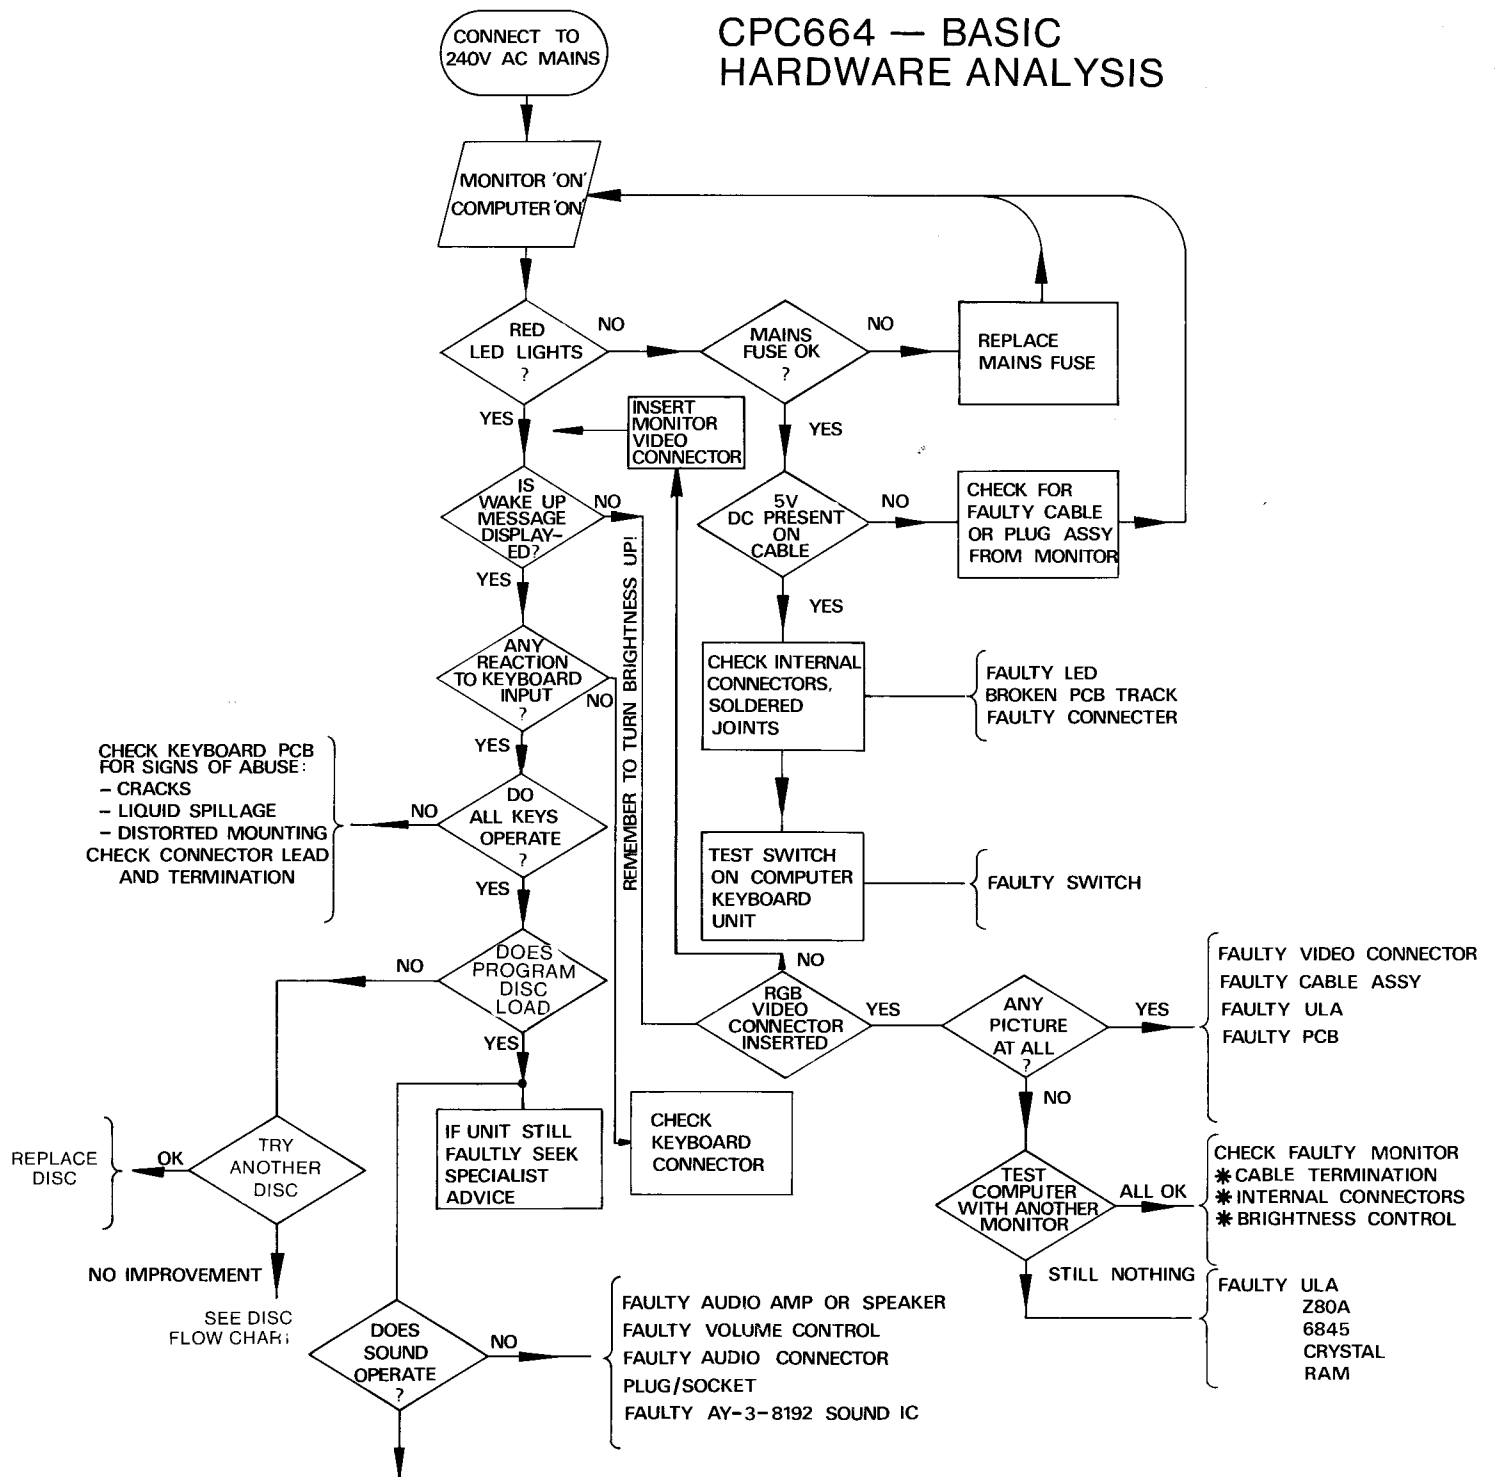 CPC664 — BASIC
HARDWARE ANALYSIS
CONNECT TO
240V AC MAINS
MONITOR 'ON'
COMPUTER 'ON'
RED
LED LIGHTS
?
NO
MAINS
FUSE OK
?
NO
REPLACE
MAINS FUSE
YES
INSERT
MONITOR
VIDEO
CONNECTOR
YES
IS
WAKE UP
MESSAGE
DISPLAY-
ED?
NO
REMEMBER TO TURN BRIGHTNESS UP!
5V
DC PRESENT
ON
CABLE
NO
CHECK FOR
FAULTY CABLE
OR PLUG ASSY
FROM MONITOR
YES
YES
ANY
REACTION
TO KEYBOARD
INPUT
?
NO
CHECK INTERNAL
CONNECTORS,
SOLDERED
JOINTS
FAULTY LED
BROKEN PCB TRACK
FAULTY CONNECTER
YES
CHECK KEYBOARD PCB
FOR SIGNS OF ABUSE:
– CRACKS
– LIQUID SPILLAGE
– DISTORTED MOUNTING
CHECK CONNECTOR LEAD
AND TERMINATION
NO
DO
ALL KEYS
OPERATE
?
TEST SWITCH
ON COMPUTER
KEYBOARD
UNIT
FAULTY SWITCH
YES
DOES
PROGRAM
DISC
LOAD
NO
YES
NO
RGB
VIDEO
CONNECTOR
INSERTED
YES
ANY
PICTURE
AT ALL
?
YES
FAULTY VIDEO CONNECTOR
FAULTY CABLE ASSY
FAULTY ULA
FAULTY PCB
NO
IF UNIT STILL
FAULTLY SEEK
SPECIALIST
ADVICE
CHECK
KEYBOARD
CONNECTOR
REPLACE
DISC
OK
TRY
ANOTHER
DISC
TEST
COMPUTER
WITH ANOTHER
MONITOR
ALL OK
CHECK FAULTY MONITOR
✱ CABLE TERMINATION
✱ INTERNAL CONNECTORS
✱ BRIGHTNESS CONTROL
NO IMPROVEMENT
SEE DISC
FLOW CHART
STILL NOTHING
FAULTY ULA
Z80A
6845
CRYSTAL
RAM
DOES
SOUND
OPERATE
?
NO
FAULTY AUDIO AMP OR SPEAKER
FAULTY VOLUME CONTROL
FAULTY AUDIO CONNECTOR
PLUG/SOCKET
FAULTY AY-3-8192 SOUND IC